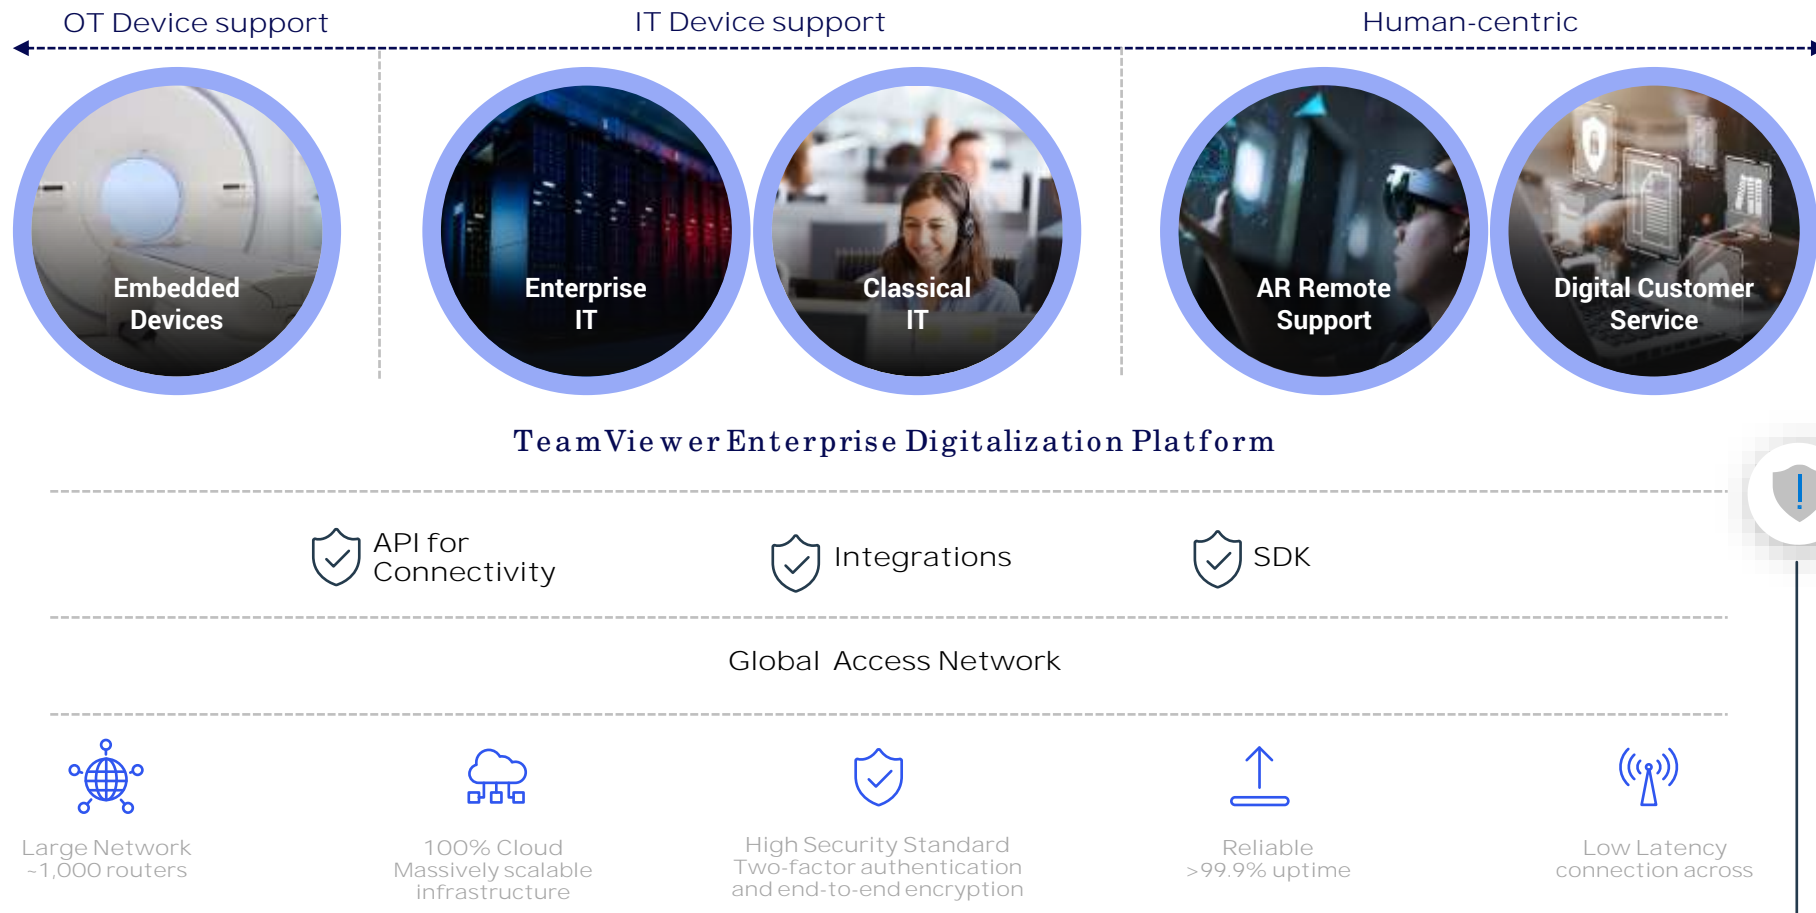 OT Device support
IT Device support
Human-centric
Embedded
Devices
Enterprise
IT
Classical
IT
AR Remote
Support
Digital Customer
Service
TeamViewer Enterprise Digitalization Platform
API for
Connectivity
Integrations
SDK
Global Access Network
Large Network
~1,000 routers
100% Cloud
Massively scalable
infrastructure
High Security Standard
Two-factor authentication
and end-to-end encryption
Reliable
>99.9% uptime
Low Latency
connection across